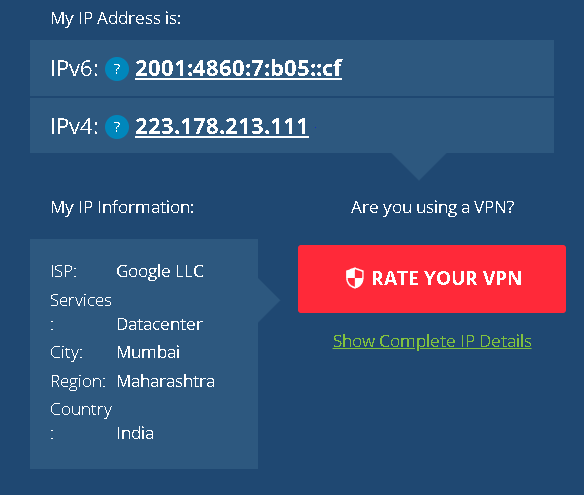 My IP Address is:
IPv6: ? 2001:4860:7:b05::cf
IPv4: ? 223.178.213.111
My IP Information:
Are you using a VPN?
ISP: Google LLC
Services
: Datacenter
City: Mumbai
Region: Maharashtra
Country
: India
RATE YOUR VPN
Show Complete IP Details